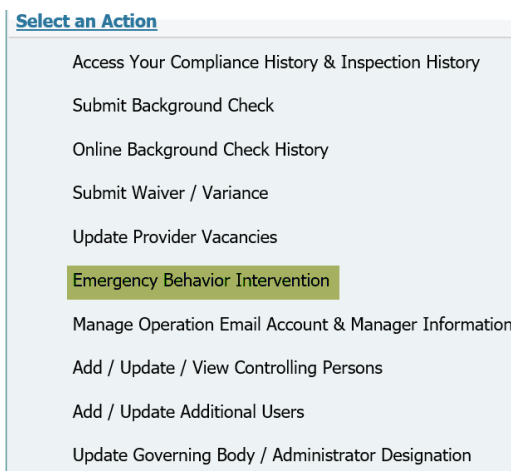 Select an Action
Access Your Compliance History & Inspection History
Submit Background Check
Online Background Check History
Submit Waiver / Variance
Update Provider Vacancies
Emergency Behavior Intervention
Manage Operation Email Account & Manager Information
Add / Update / View Controlling Persons
Add / Update Additional Users
Update Governing Body / Administrator Designation